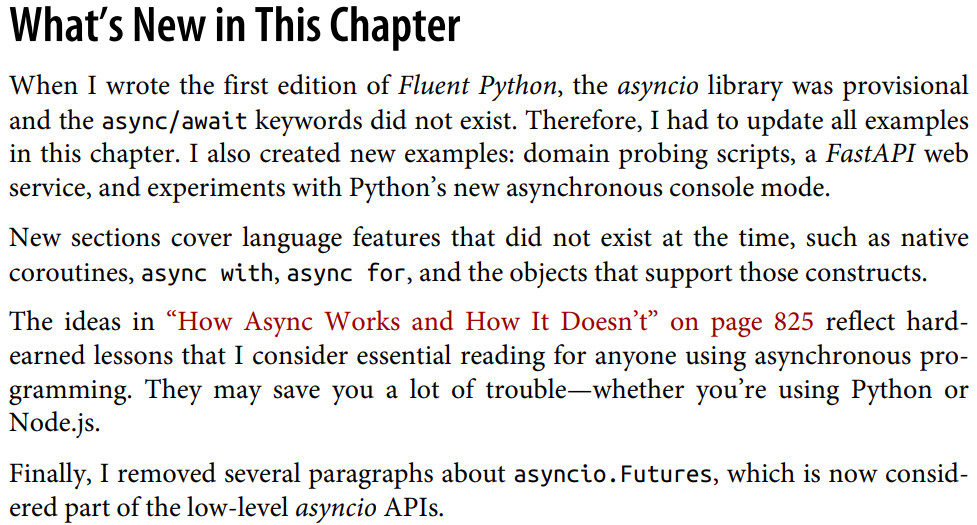 What's New in This Chapter
When I wrote the first edition of Fluent Python, the asyncio library was provisional
and the async/await keywords did not exist. Therefore, I had to update all examples
in this chapter. I also created new examples: domain probing scripts, a FastAPI web
service, and experiments with Python's new asynchronous console mode.
New sections cover language features that did not exist at the time, such as native
coroutines, async with, async for, and the objects that support those constructs.
The ideas in “How Async Works and How It Doesn't” on page 825 reflect hard-
earned lessons that I consider essential reading for anyone using asynchronous pro-
gramming. They may save you a lot of trouble—whether you're using Python or
Node.js.
Finally, I removed several paragraphs about asyncio.Futures, which is now consid-
ered part of the low-level asyncio APIs.